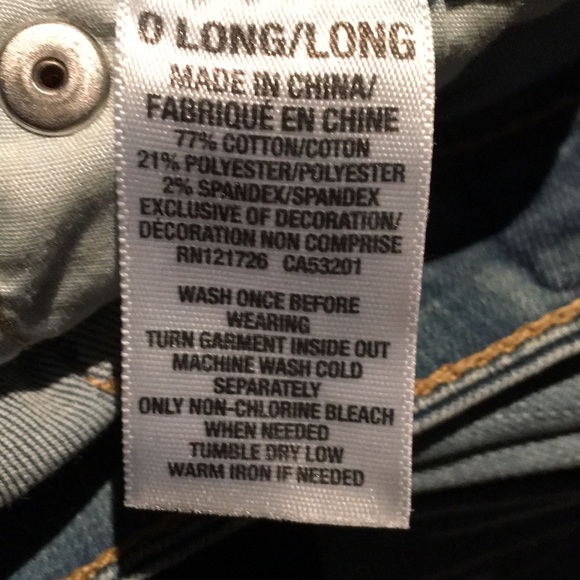 0 LONG/LONG
MADE IN CHINA/
FABRIQUÉ EN CHINE
77% COTTON/COTON
21% POLYESTER/POLYESTER
2% SPANDEX/SPANDEX
EXCLUSIVE OF DECORATION/
DÉCORATION NON COMPRISE
RN121726 CA53201
WASH ONCE BEFORE
WEARING
TURN GARMENT INSIDE OUT
MACHINE WASH COLD
SEPARATELY
ONLY NON-CHLORINE BLEACH
WHEN NEEDED
TUMBLE DRY LOW
WARM IRON IF NEEDED